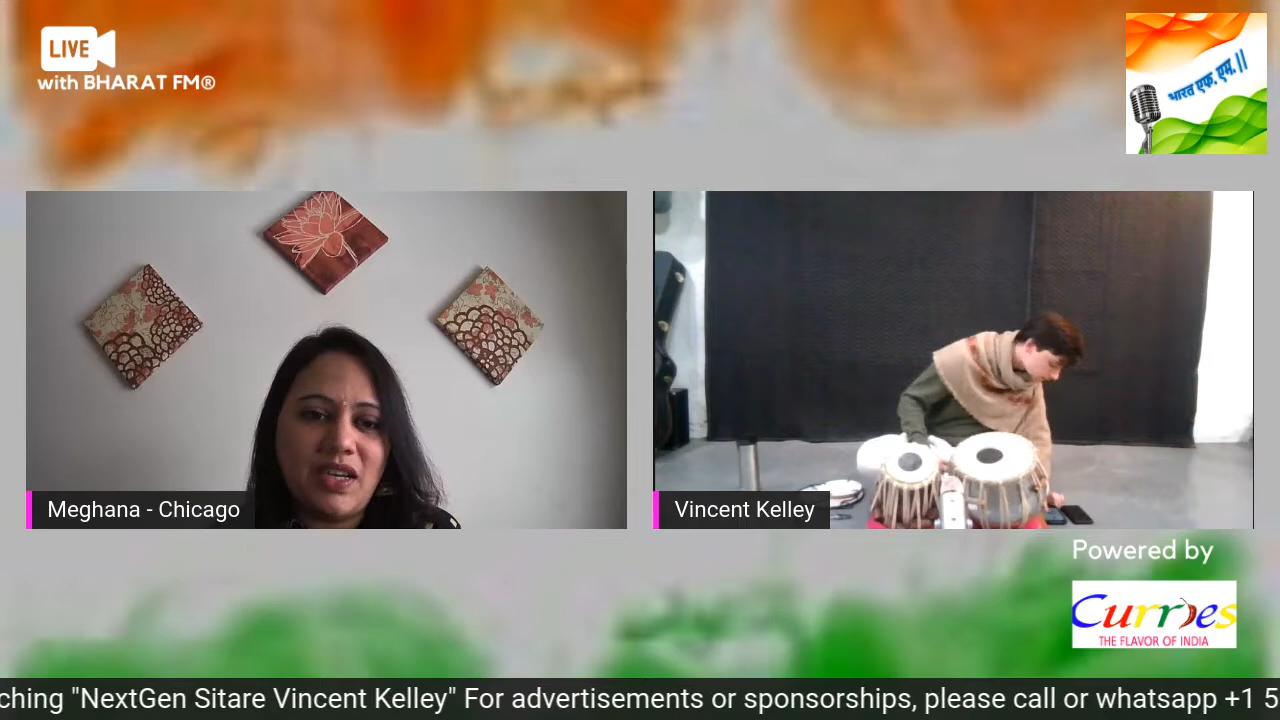 LIVE
with BHARAT FM®
भारत एफ. एम. ||
Meghana - Chicago
Vincent Kelley
Powered by
Curries
THE FLAVOR OF INDIA
ching "NextGen Sitare Vincent Kelley" For advertisements or sponsorships, please call or whatsapp +1 5